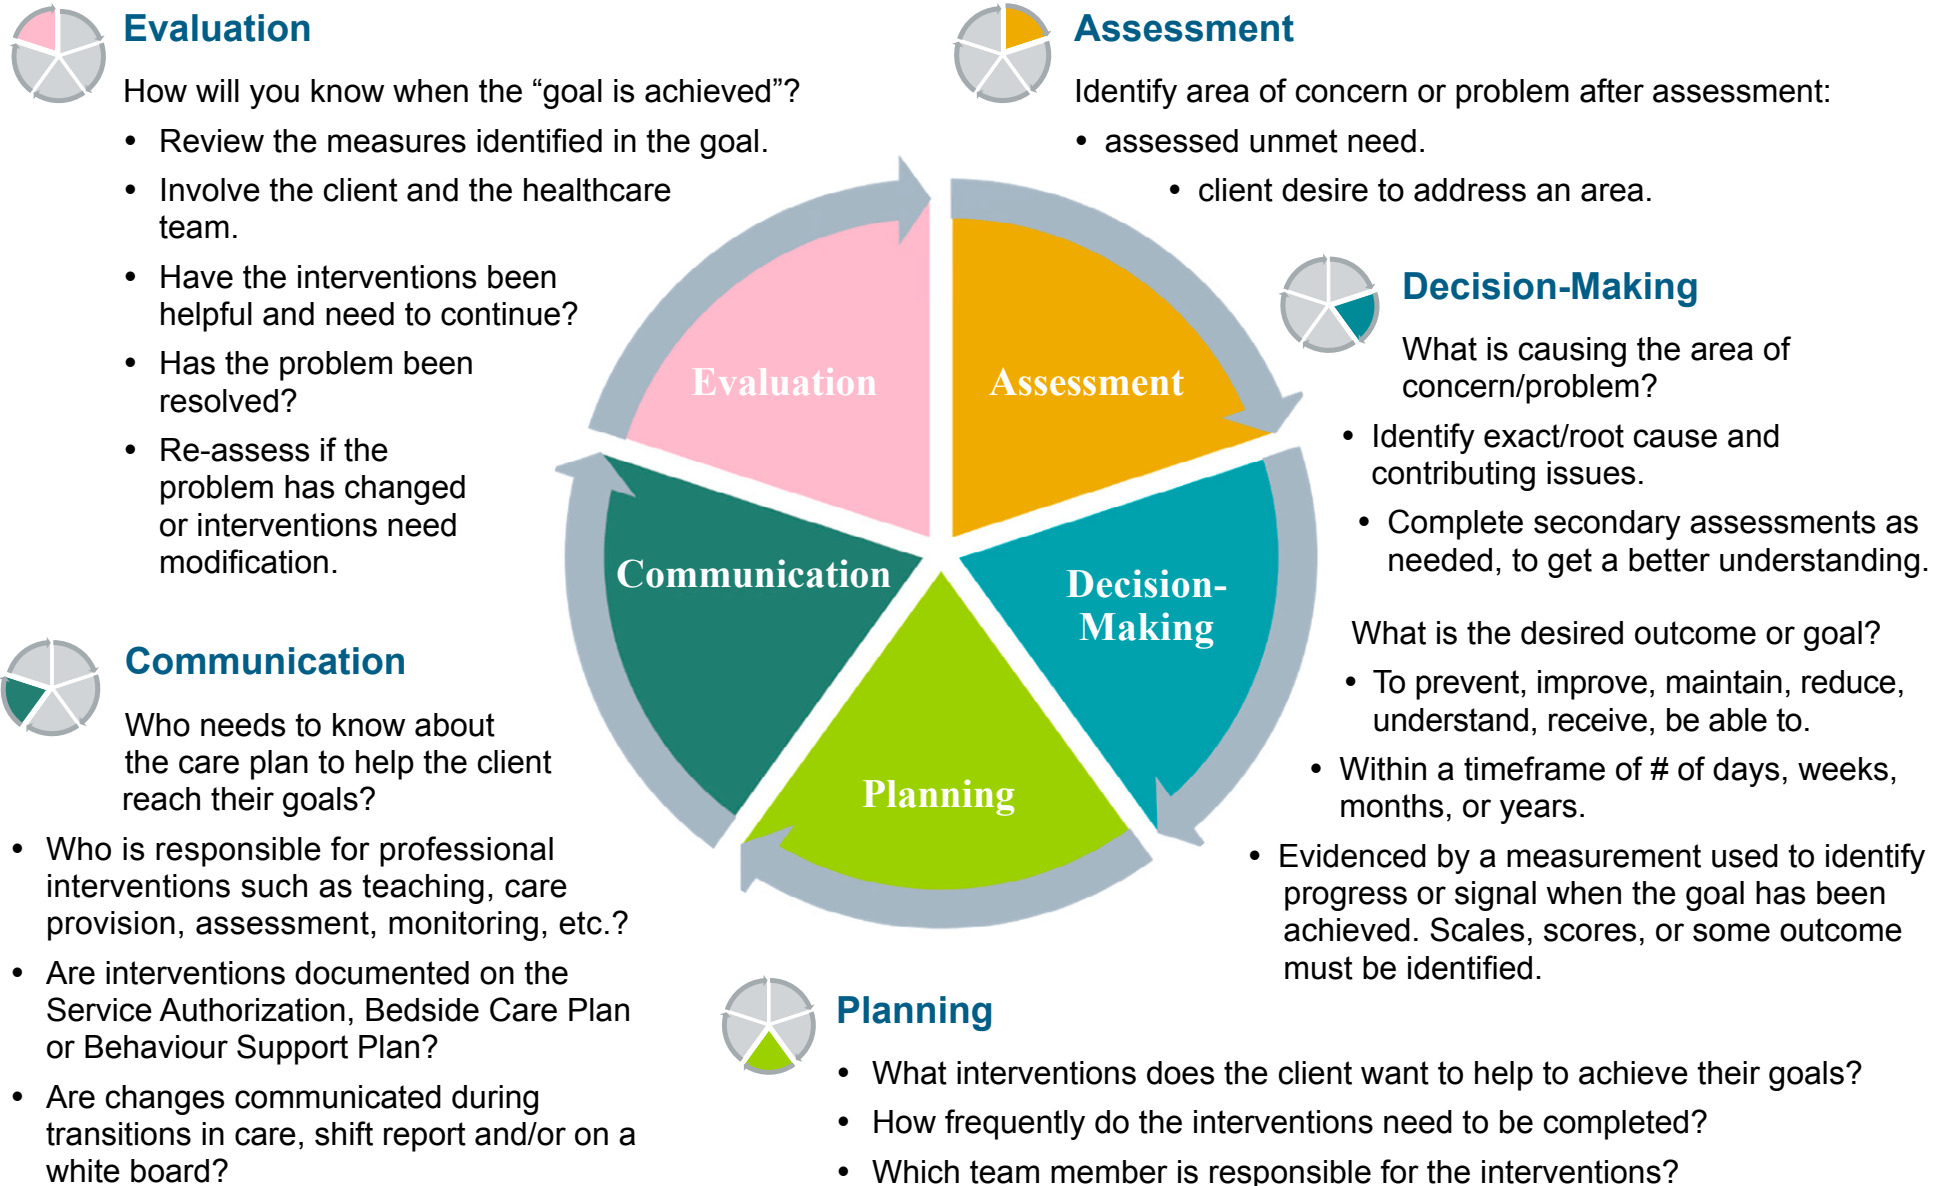 Evaluation
How will you know when the “goal is achieved”?
• Review the measures identified in the goal.
• Involve the client and the healthcare
team.
• Have the interventions been
helpful and need to continue?
• Has the problem been
resolved?
• Re-assess if the
problem has changed
or interventions need
modification.
Assessment
Identify area of concern or problem after assessment:
• assessed unmet need.
• client desire to address an area.
Decision-Making
What is causing the area of
concern/problem?
• Identify exact/root cause and
contributing issues.
• Complete secondary assessments as
needed, to get a better understanding.
What is the desired outcome or goal?
• To prevent, improve, maintain, reduce,
understand, receive, be able to.
• Within a timeframe of # of days, weeks,
months, or years.
• Evidenced by a measurement used to identify
progress or signal when the goal has been
achieved. Scales, scores, or some outcome
must be identified.
Evaluation
Assessment
Communication
Decision-
Making
Planning
Communication
Who needs to know about
the care plan to help the client
reach their goals?
• Who is responsible for professional
interventions such as teaching, care
provision, assessment, monitoring, etc.?
• Are interventions documented on the
Service Authorization, Bedside Care Plan
or Behaviour Support Plan?
• Are changes communicated during
transitions in care, shift report and/or on a
white board?
Planning
• What interventions does the client want to help to achieve their goals?
• How frequently do the interventions need to be completed?
• Which team member is responsible for the interventions?